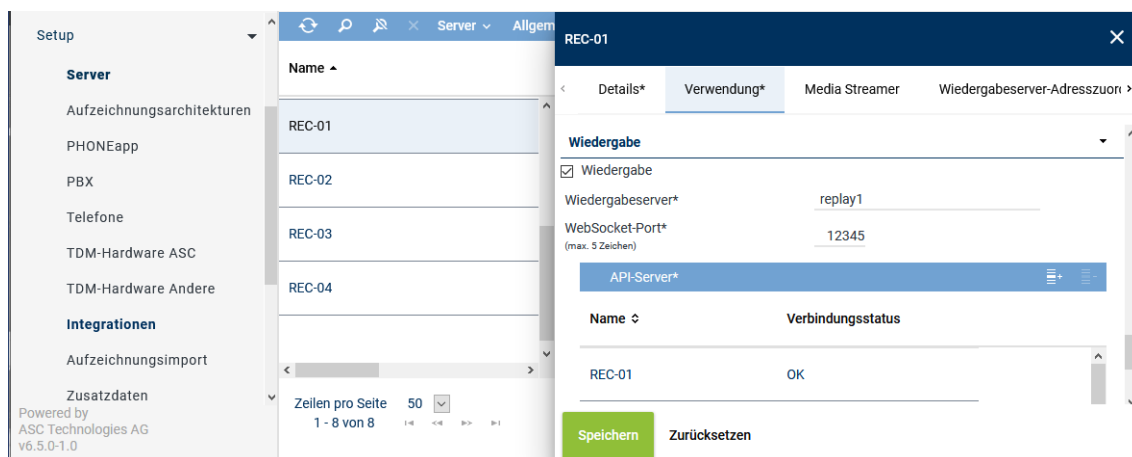 Setup
Server
Aufzeichnungsarchitekturen
PHONEapp
PBX
Telefone
TDM-Hardware ASC
TDM-Hardware Andere
Integrationen
Aufzeichnungsimport
Zusatzdaten
Powered by
ASC Technologies AG
v6.5.0-1.0
Server Allgem
Name
REC-01
REC-02
REC-03
REC-04
Zeilen pro Seite 50
1 - 8 von 8
REC-01
Details* Verwendung* Media Streamer Wiedergabeserver-Adresszuor
Wiedergabe
Wiedergabe
Wiedergabeserver* replay1
WebSocket-Port* 12345
(max. 5 Zeichen)
API-Server*
Name Verbindungsstatus
REC-01 OK
Speichern Zurücksetzen